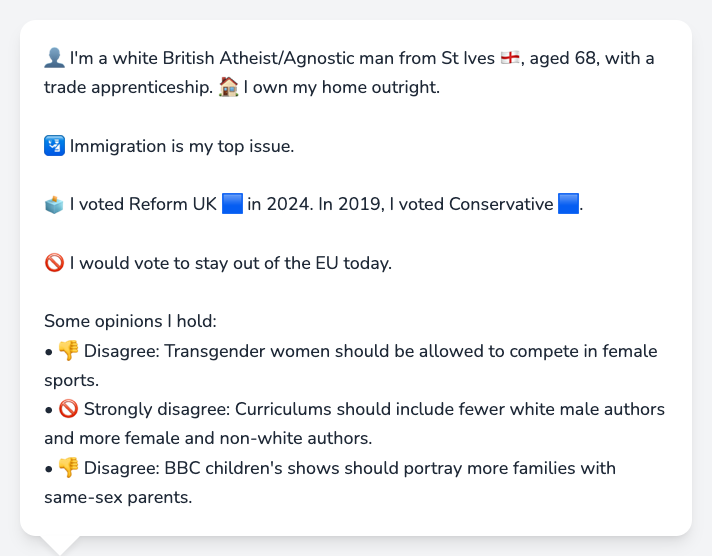 👤 I'm a white British Atheist/Agnostic man from St Ives 🏴󠁧󠁢󠁥󠁮󠁧󠁿, aged 68, with a
trade apprenticeship. 🏠 I own my home outright.
🛂 Immigration is my top issue.
🗳️ I voted Reform UK 🟦 in 2024. In 2019, I voted Conservative 🟦.
🚫 I would vote to stay out of the EU today.
Some opinions I hold:
• 👎 Disagree: Transgender women should be allowed to compete in female
sports.
• 🚫 Strongly disagree: Curriculums should include fewer white male authors
and more female and non-white authors.
• 👎 Disagree: BBC children's shows should portray more families with
same-sex parents.